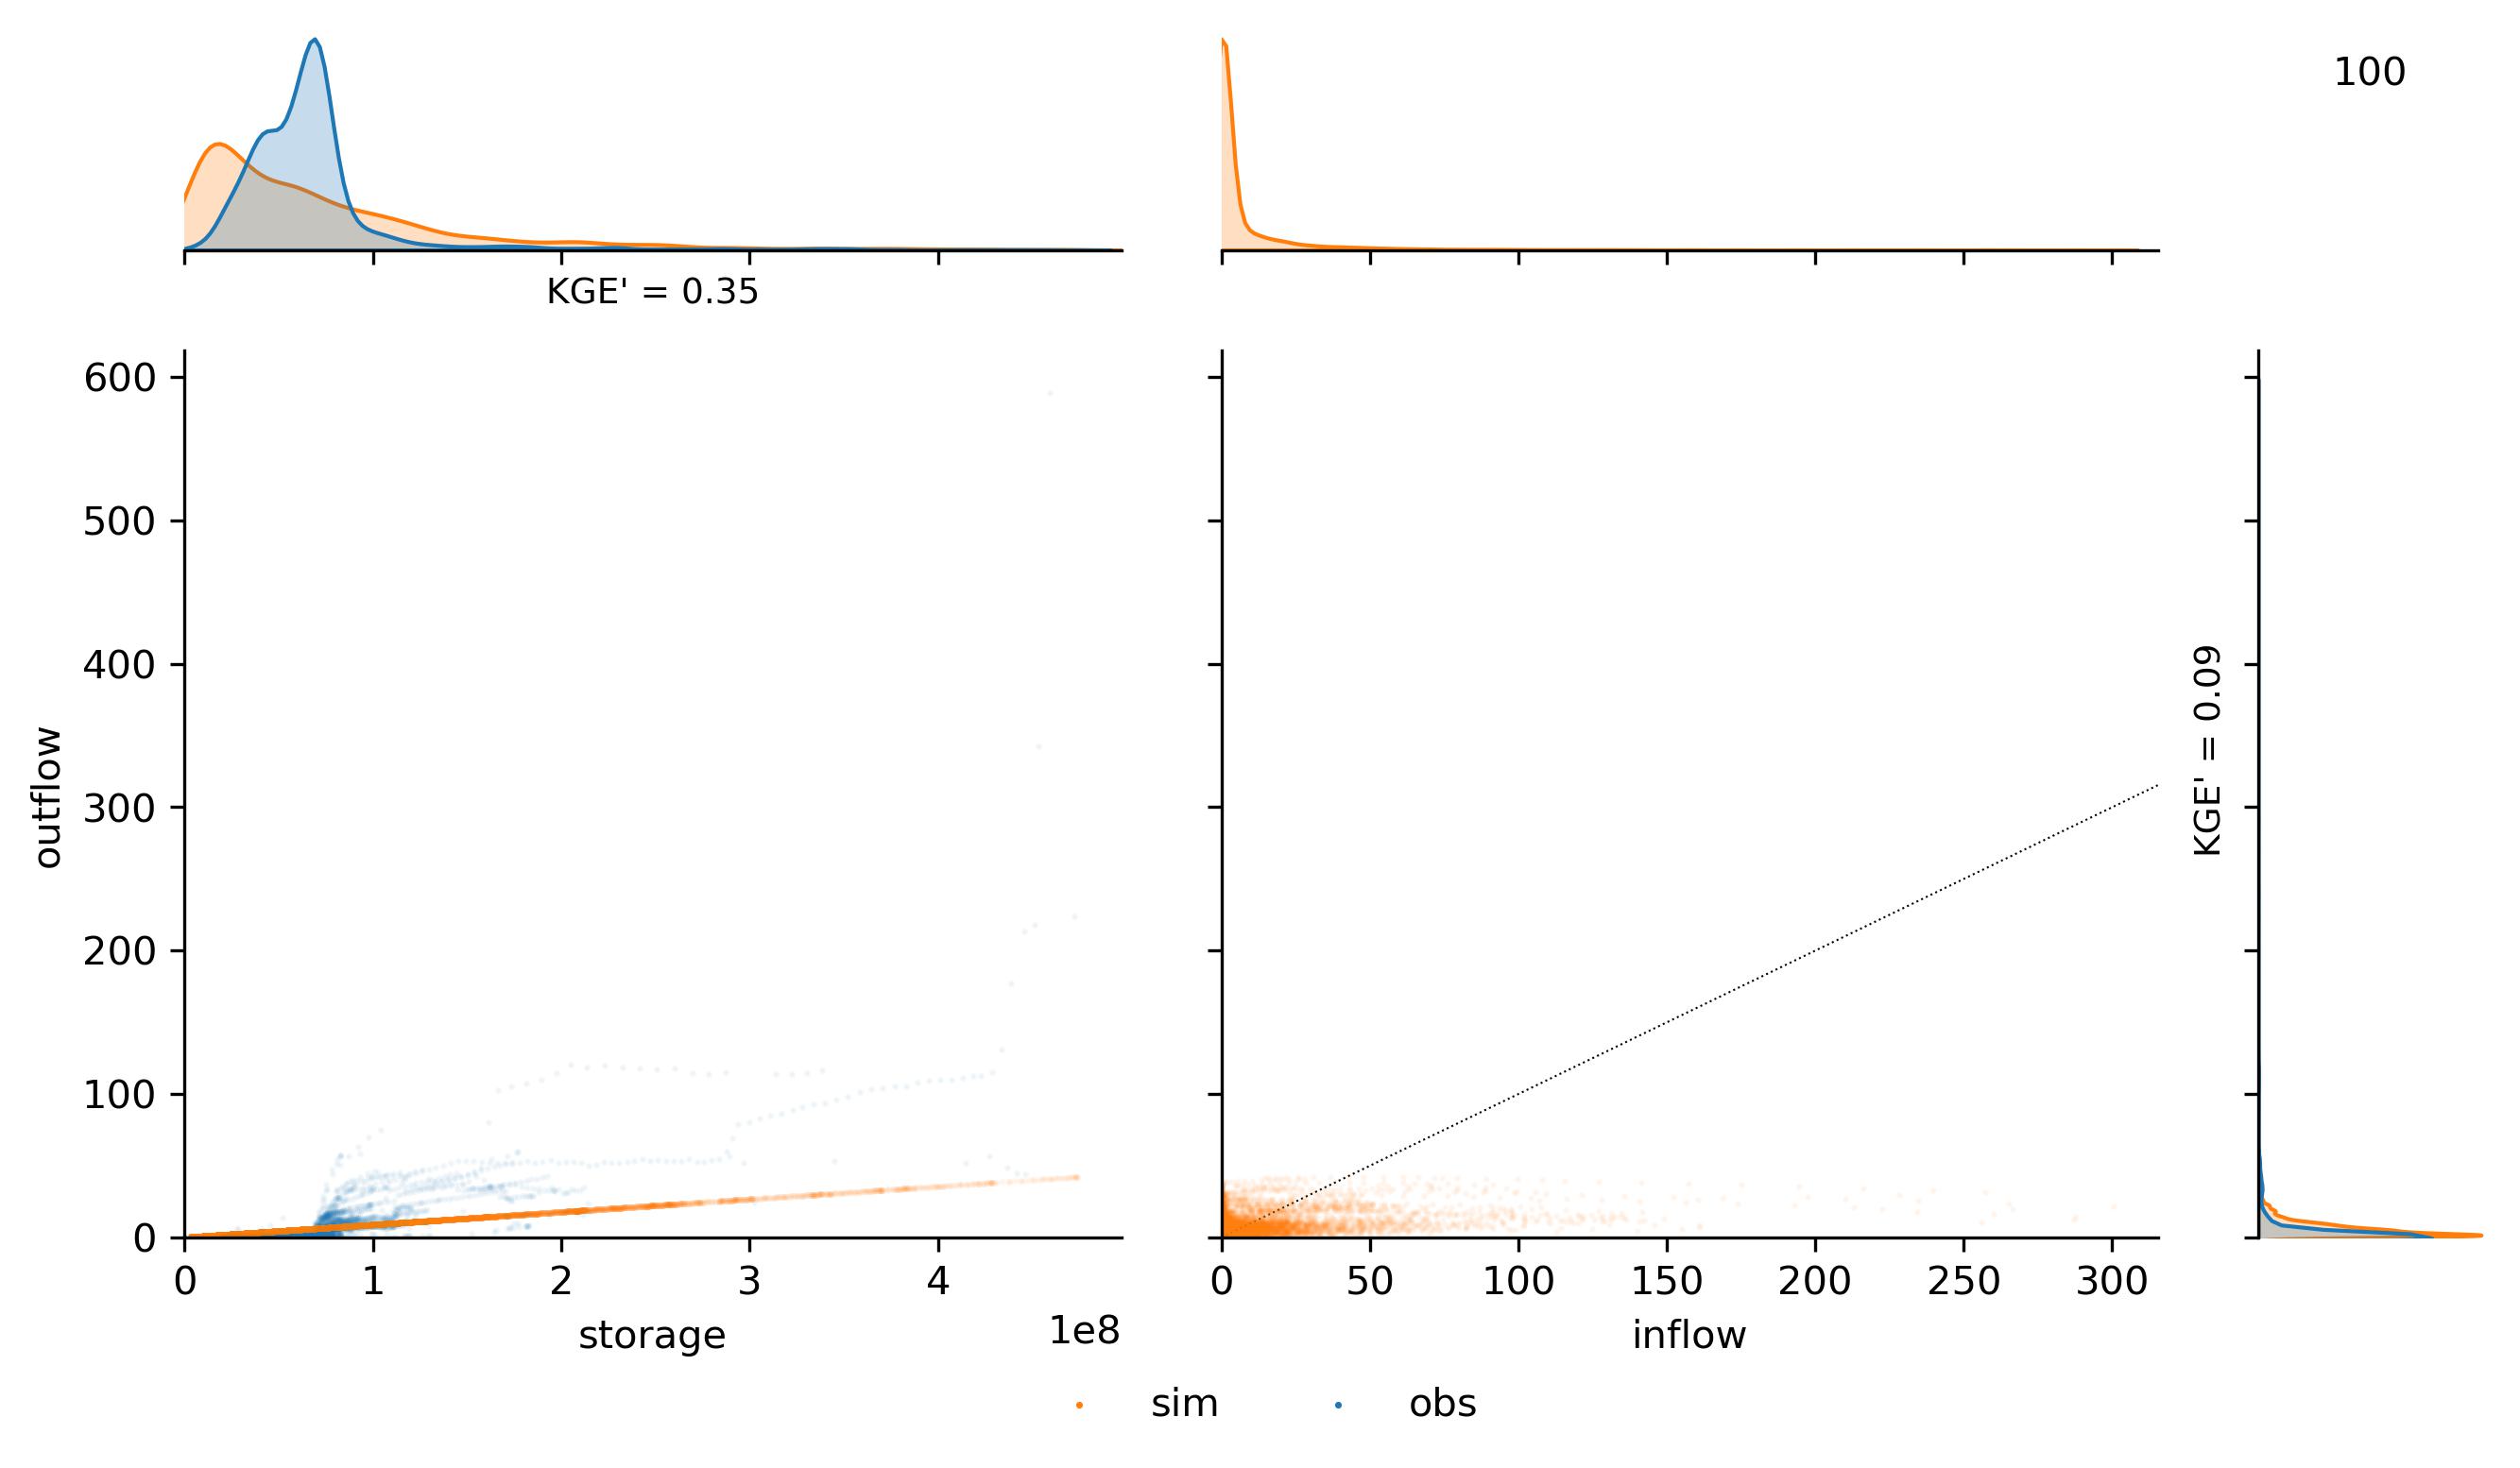 100
KGE' = 0.35
600
500
400
300
200
100
0
outflow
0 1 2 3 4
storage
1e8
KGE' = 0.09
0 50 100 150 200 250 300
inflow
sim obs